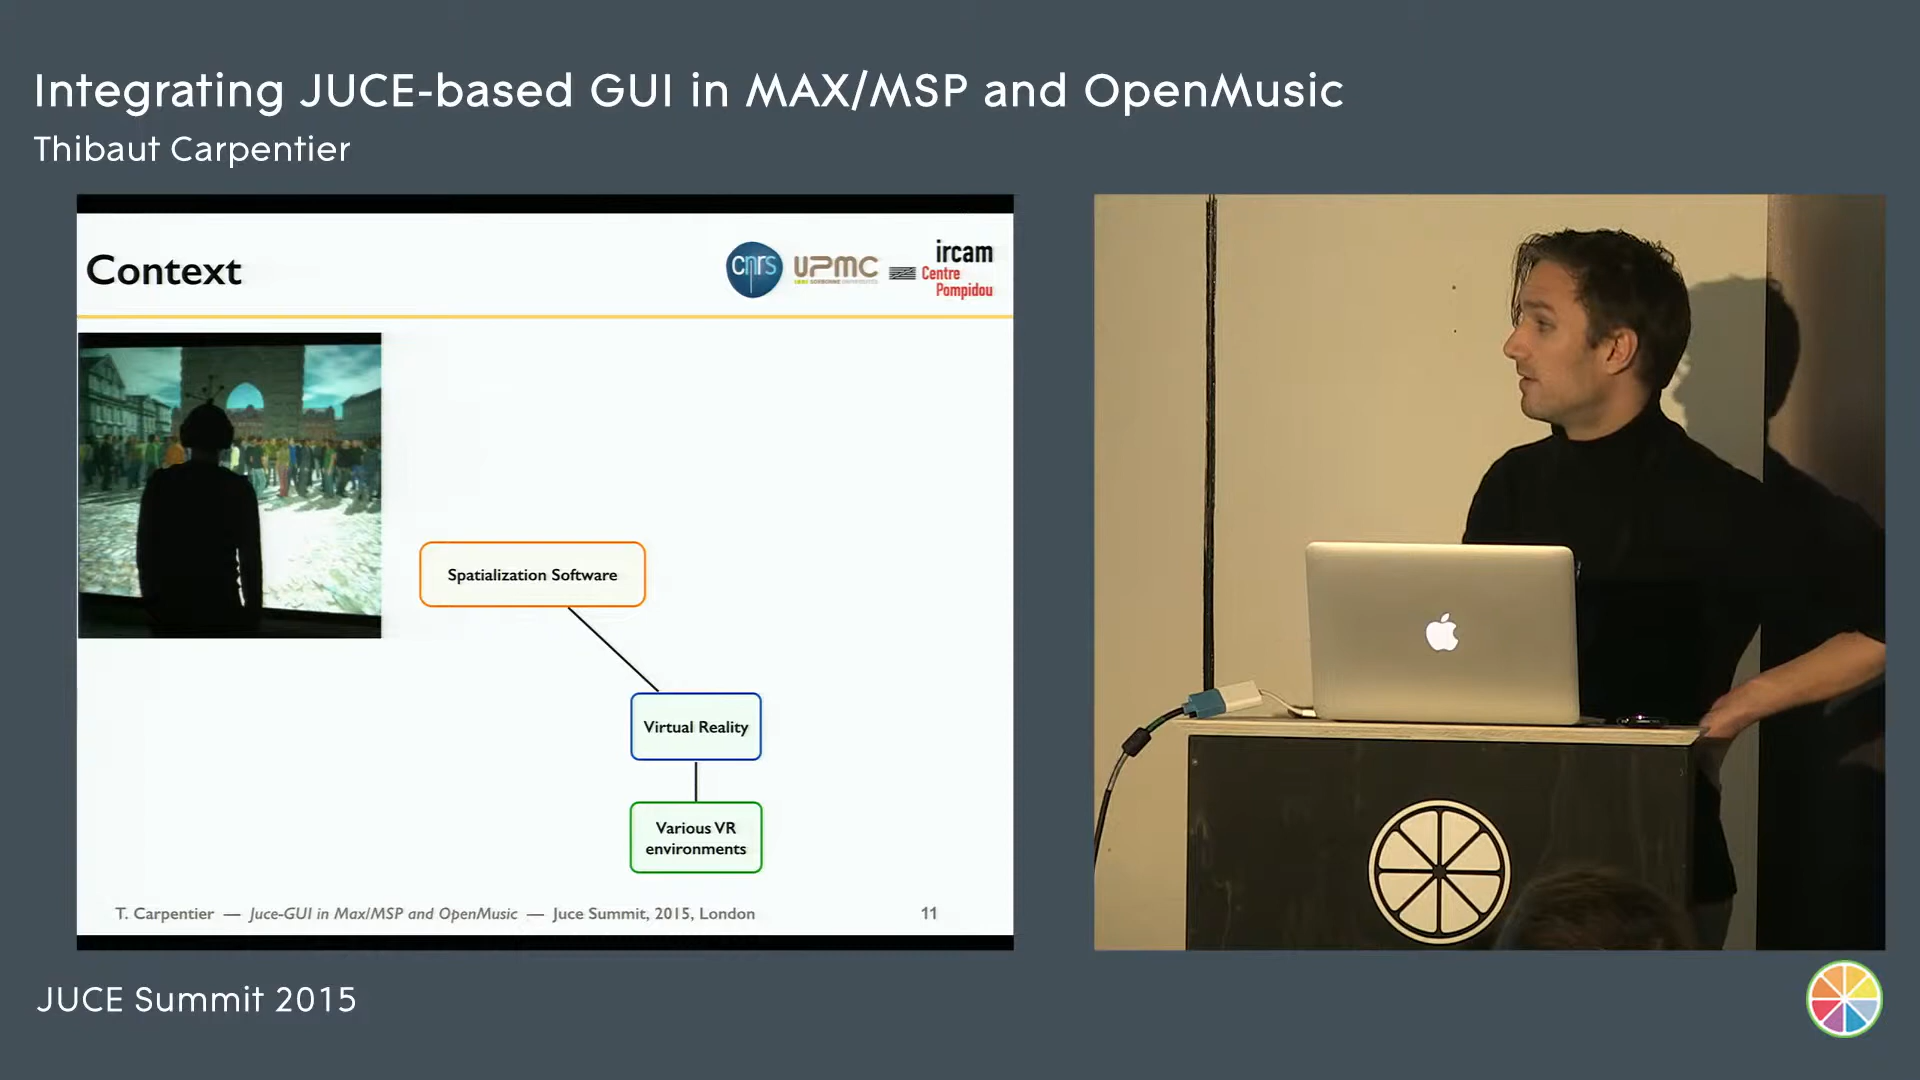 Integrating JUCE-based GUI in MAX/MSP and OpenMusic
Thibaut Carpentier
Context
cnrs
UPMC
ircam
Centre
Pompidou
Spatialization Software
Virtual Reality
Various VR
environments
T. Carpentier — Juce-GUI in Max/MSP and OpenMusic — Juce Summit, 2015, London
11
JUCE Summit 2015